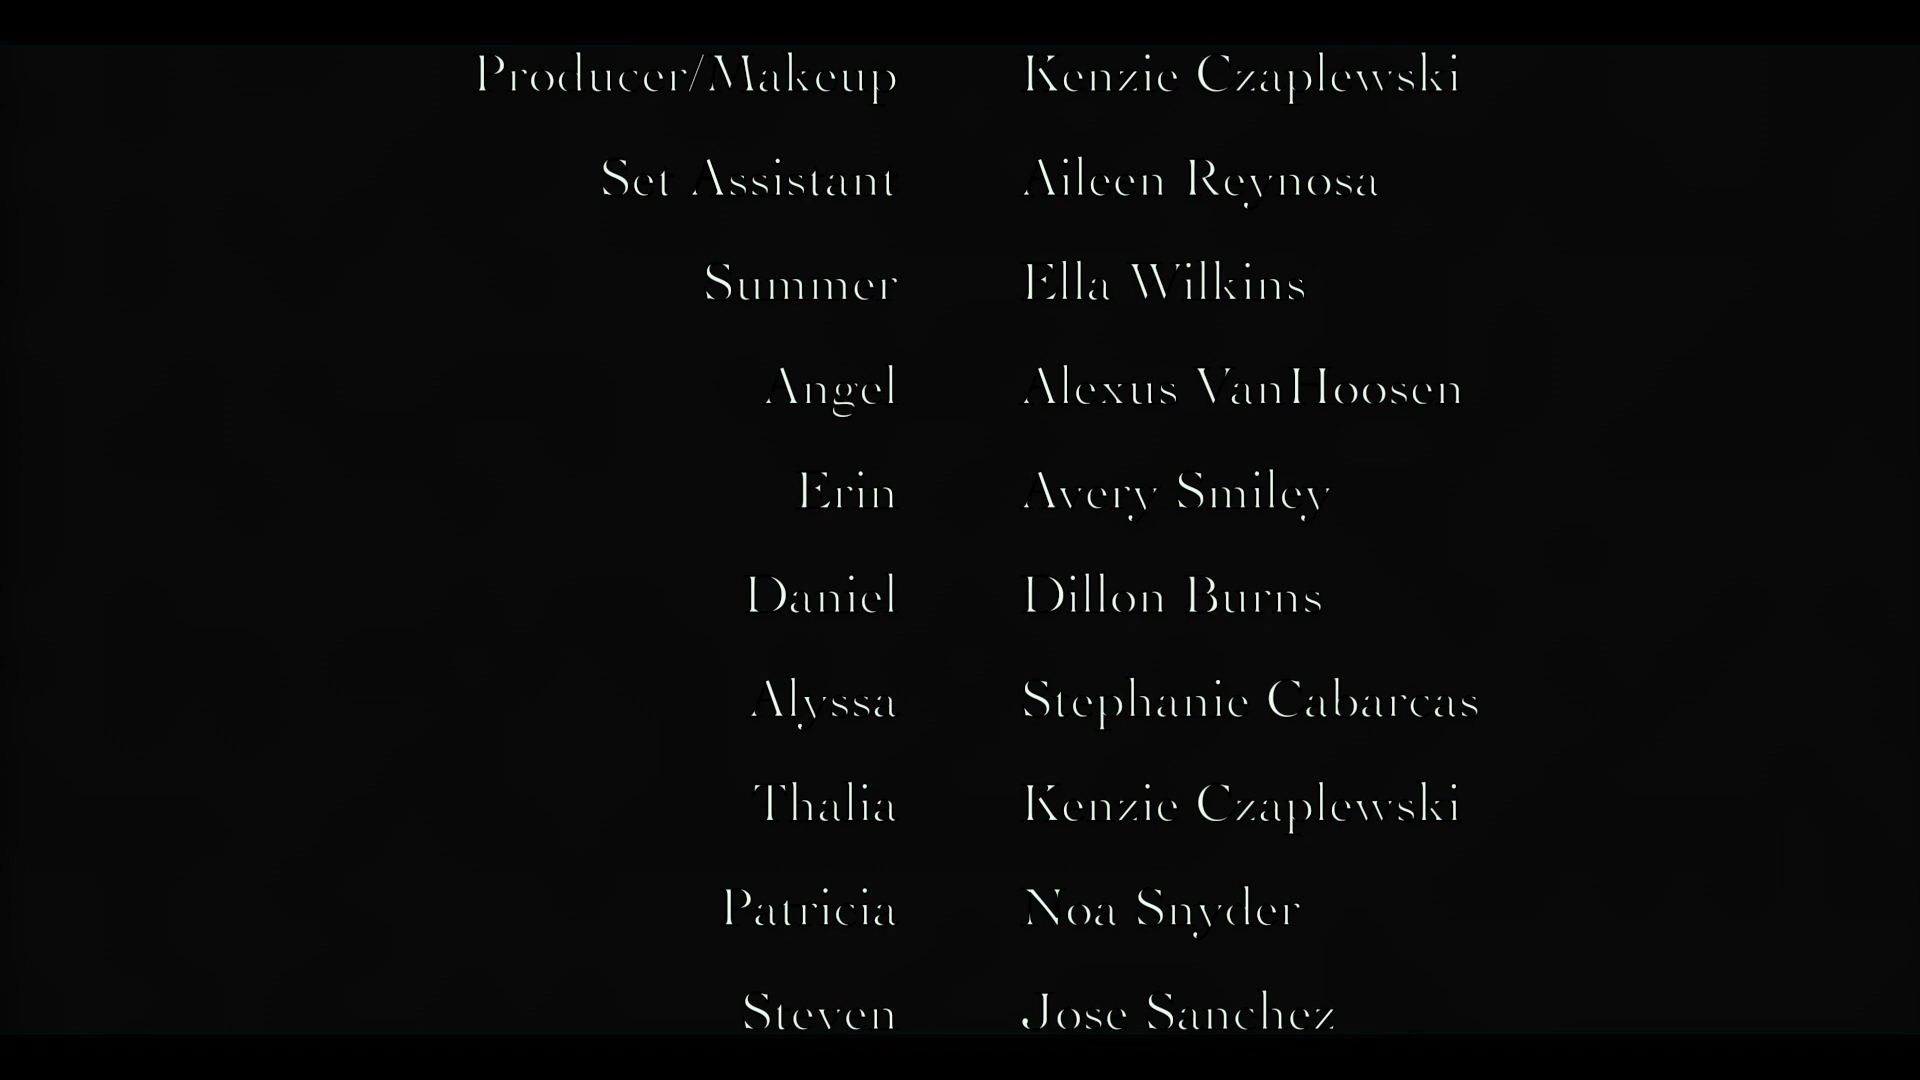 Producer/Makeup Kenzie Czaplewski
Set Assistant Aileen Reynosa
Summer Ella Wilkins
Angel Alexus VanHoosen
Erin Avery Smiley
Daniel Dillon Burns
Alyssa Stephanie Cabarcas
Thalia Kenzie Czaplewski
Patricia Noa Snyder
Steven Jose Sanchez